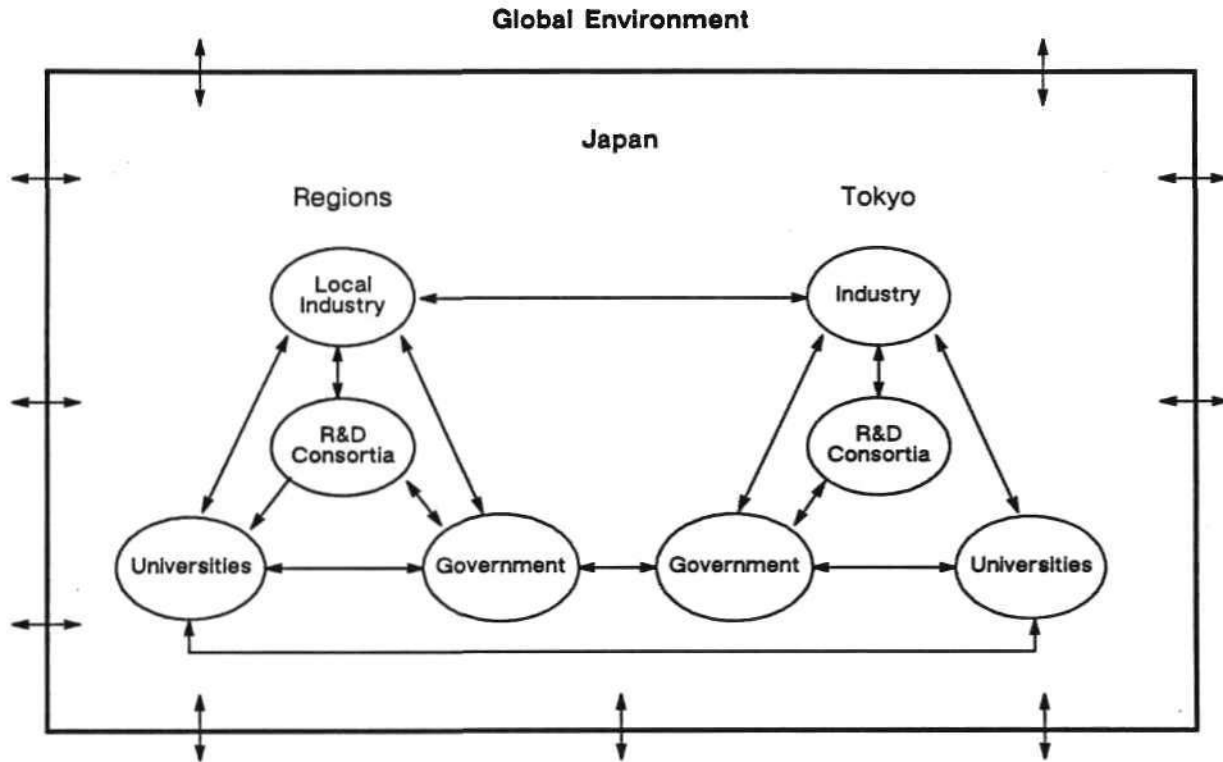 Global Environment
Japan
Regions
Tokyo
Local
Industry
Industry
R&D
Consortia
R&D
Consortia
Universities
Government
Government
Universities